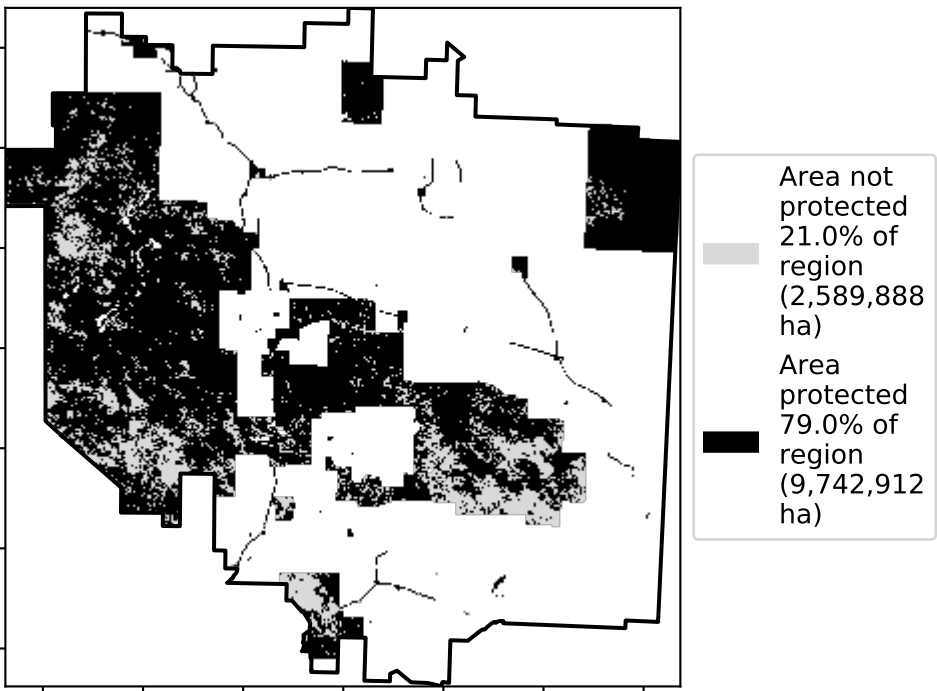 Area not
protected
21.0% of
region
(2,589,888
ha)
Area
protected
79.0% of
region
(9,742,912
ha)